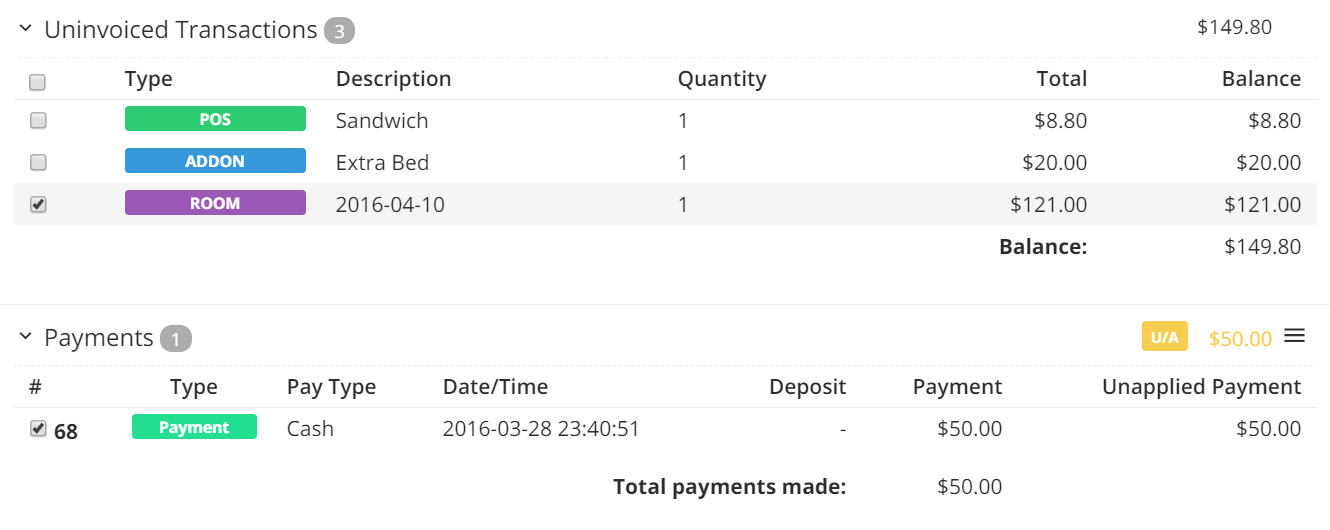 Uninvoiced Transactions 3 $149.80
Type Description Quantity Total Balance
POS Sandwich 1 $8.80 $8.80
ADDON Extra Bed 1 $20.00 $20.00
ROOM 2016-04-10 1 $121.00 $121.00
Balance: $149.80
Payments 1 U/A $50.00
# Type Pay Type Date/Time Deposit Payment Unapplied Payment
68 Payment Cash 2016-03-28 23:40:51 - $50.00 $50.00
Total payments made: $50.00